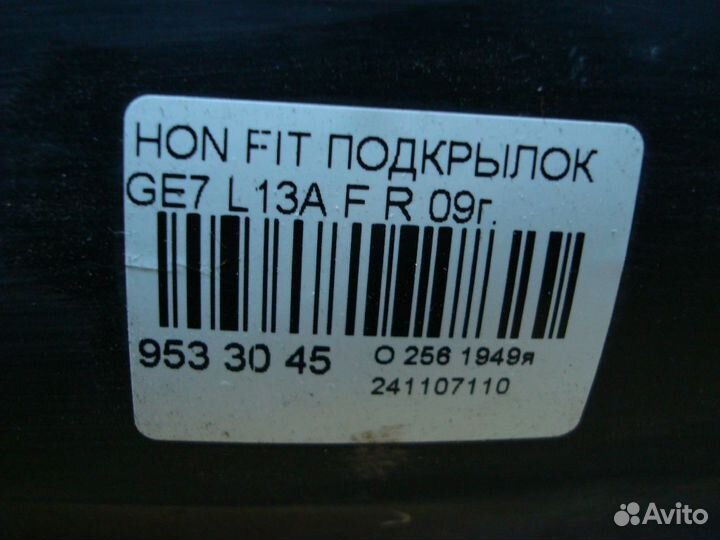 HON FIT ПОДКРЫЛОК
GE7 L13A F R 09г.
953 30 45 О 256 1949я
241107110
Avito